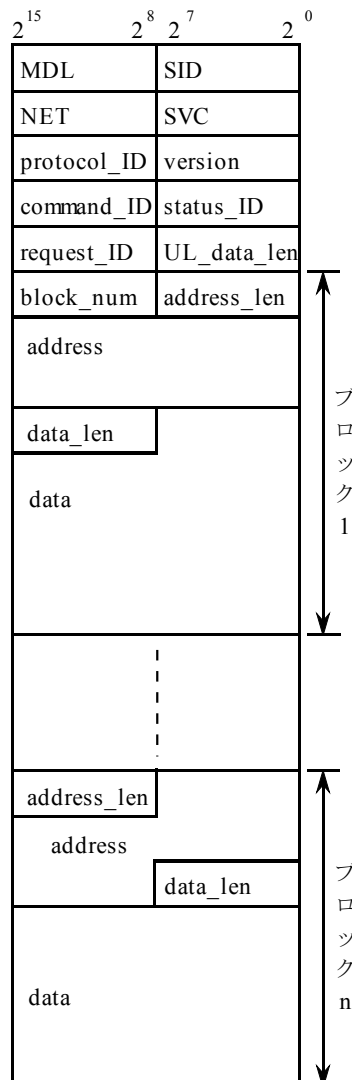 2^15 2^8 2^7 2^0
MDL SID
NET SVC
protocol_ID version
command_ID status_ID
request_ID UL_data_len
block_num address_len
address
data_len
data
ブロック1
address_len
address
data_len
data
ブロックn